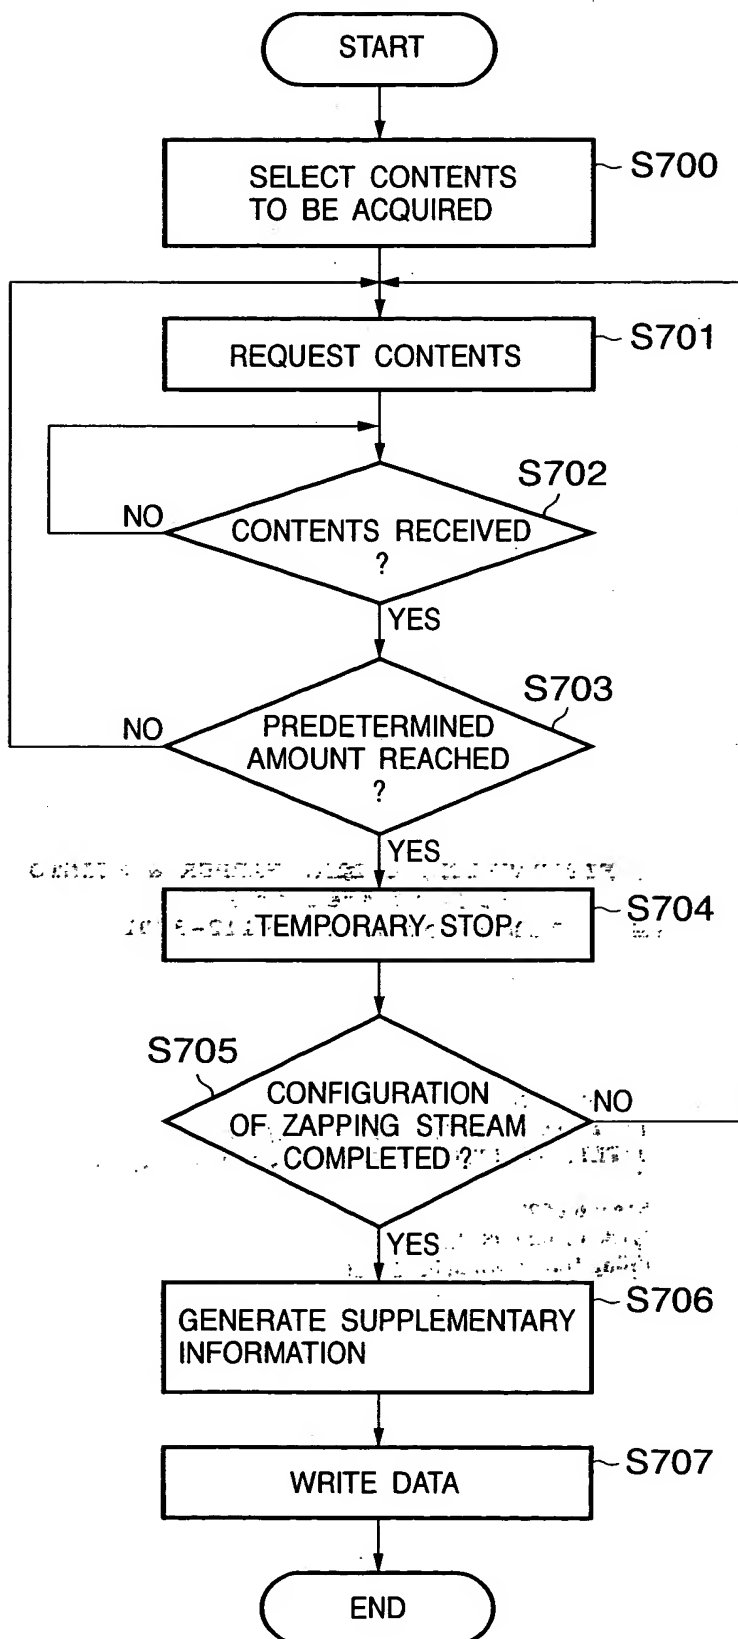 START
S700
SELECT CONTENTS
TO BE ACQUIRED
S701
REQUEST CONTENTS
S702
NO
CONTENTS RECEIVED
?
YES
S703
NO
PREDETERMINED
AMOUNT REACHED
?
YES
S704
TEMPORARY STOP
S705
CONFIGURATION
OF ZAPPING STREAM
COMPLETED ?
NO
YES
S706
GENERATE SUPPLEMENTARY
INFORMATION
S707
WRITE DATA
END